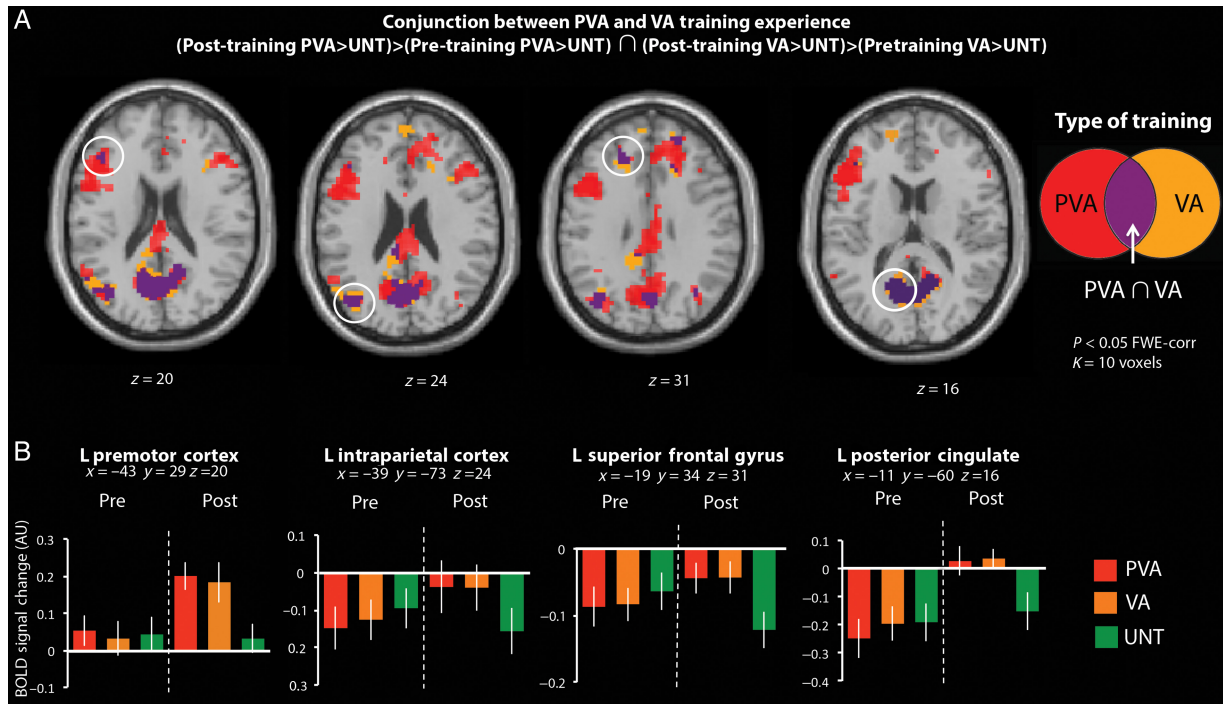 A
Conjunction between PVA and VA training experience
(Post-training PVA>UNT)>(Pre-training PVA>UNT) ∩ (Post-training VA>UNT)>(Pretraining VA>UNT)
Type of training
PVA
VA
PVA ∩ VA
P < 0.05 FWE-corr
K = 10 voxels
z = 20
z = 24
z = 31
z = 16
B
L premotor cortex
x = −43 y = 29 z =20
Pre
Post
BOLD signal change (AU)
0.3
0.2
0.1
0
−0.1
L intraparietal cortex
x = −39 y = −73 z =24
0.1
0
−0.1
0.2
0.3
L superior frontal gyrus
x = −19 y = 34 z = 31
Pre
Post
0
−0.1
−0.2
L posterior cingulate
x = −11 y = −60 z =16
Pre
Post
0.1
0
−0.1
−0.2
−0.3
−0.4
PVA
VA
UNT